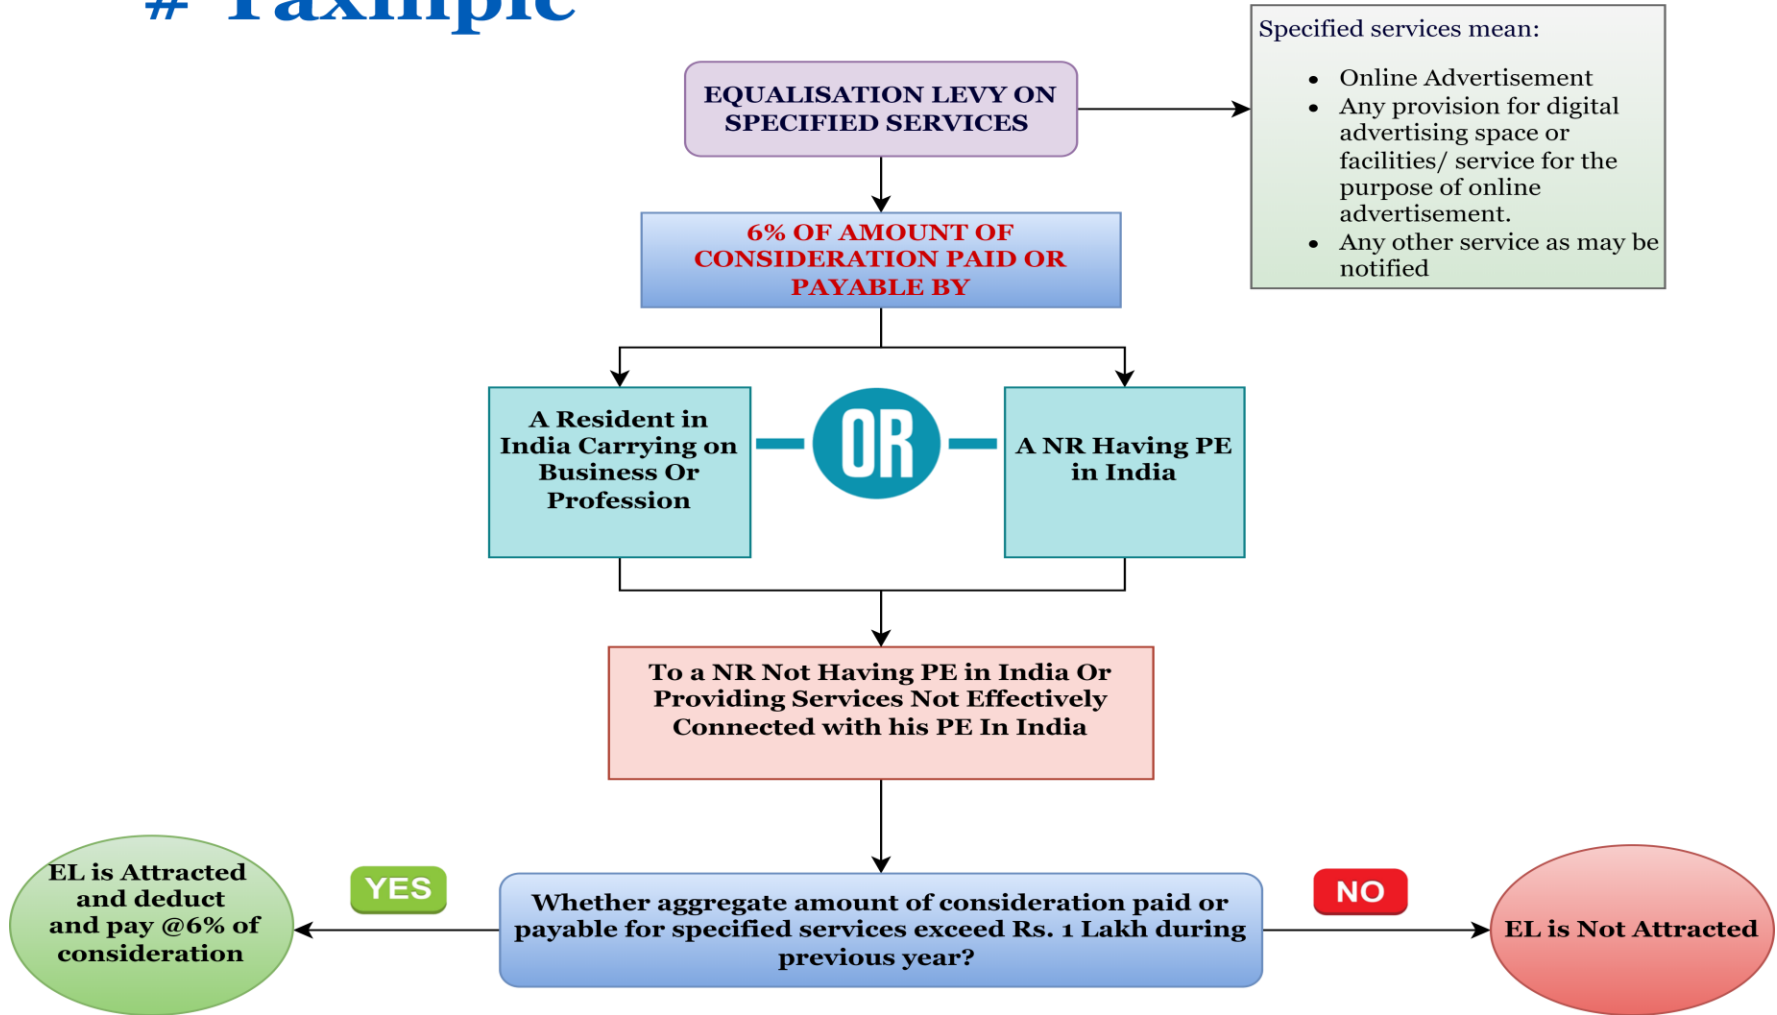 # Taximpic
EQUALISATION LEVY ON
SPECIFIED SERVICES
Specified services mean:
• Online Advertisement
• Any provision for digital
advertising space or
facilities/ service for the
purpose of online
advertisement.
• Any other service as may be
notified
6% OF AMOUNT OF
CONSIDERATION PAID OR
PAYABLE BY
A Resident in
India Carrying on
Business Or
Profession
OR
A NR Having PE
in India
To a NR Not Having PE in India Or
Providing Services Not Effectively
Connected with his PE In India
Whether aggregate amount of consideration paid or
payable for specified services exceed Rs. 1 Lakh during
previous year?
YES
EL is Attracted
and deduct
and pay @6% of
consideration
NO
EL is Not Attracted